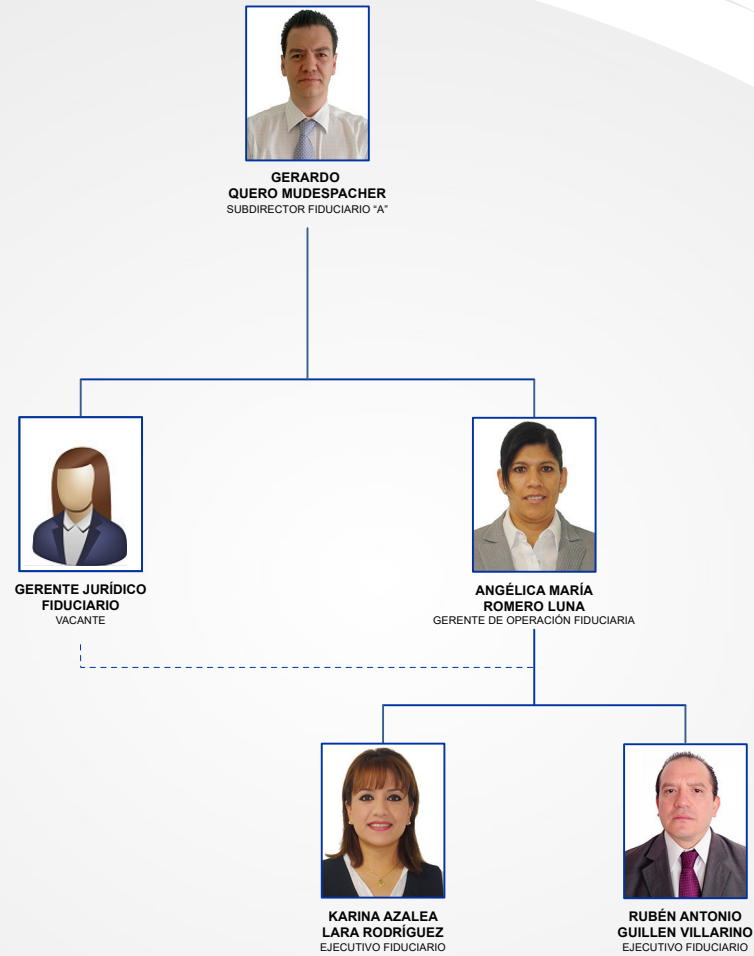 GERARDO
QUERO MUDESPACHER
SUBDIRECTOR FIDUCIARIO “A”
GERENTE JURÍDICO
FIDUCIARIO
VACANTE
ANGÉLICA MARÍA
ROMERO LUNA
GERENTE DE OPERACIÓN FIDUCIARIA
KARINA AZALEA
LARA RODRÍGUEZ
EJECUTIVO FIDUCIARIO
RUBÉN ANTONIO
GUILLEN VILLARINO
EJECUTIVO FIDUCIARIO